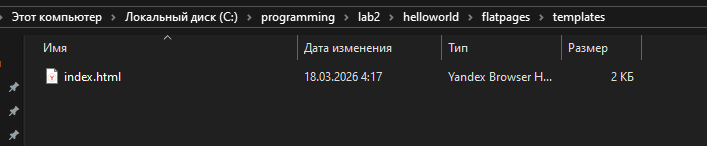 Этот компьютер > Локальный диск (C:) > programming > lab2 > helloworld > flatpages > templates
Имя Дата изменения Тип Размер
index.html 18.03.2026 4:17 Yandex Browser H... 2 КБ